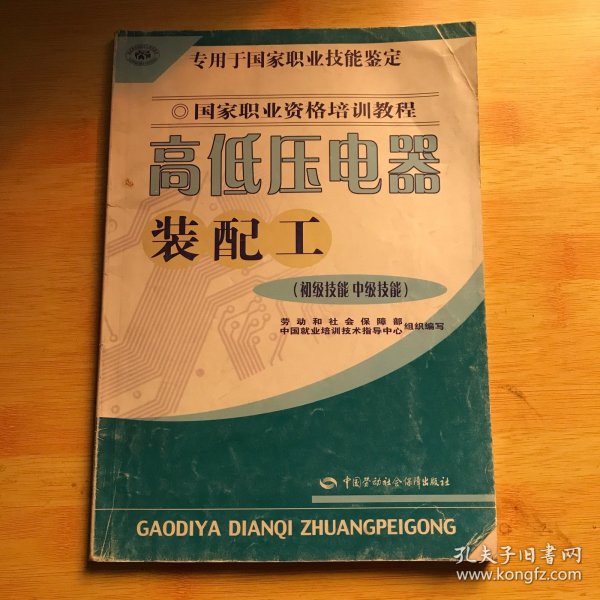 专用于国家职业技能鉴定
◎国家职业资格培训教程
高低压电器
装配工
（初级技能 中级技能）
劳动和社会保障部
中国就业培训技术指导中心 组织编写
中国劳动社会保障出版社
GAODIYA DIANQI ZHUANGPEIGONG
孔夫子旧书网
www.kongfz.com